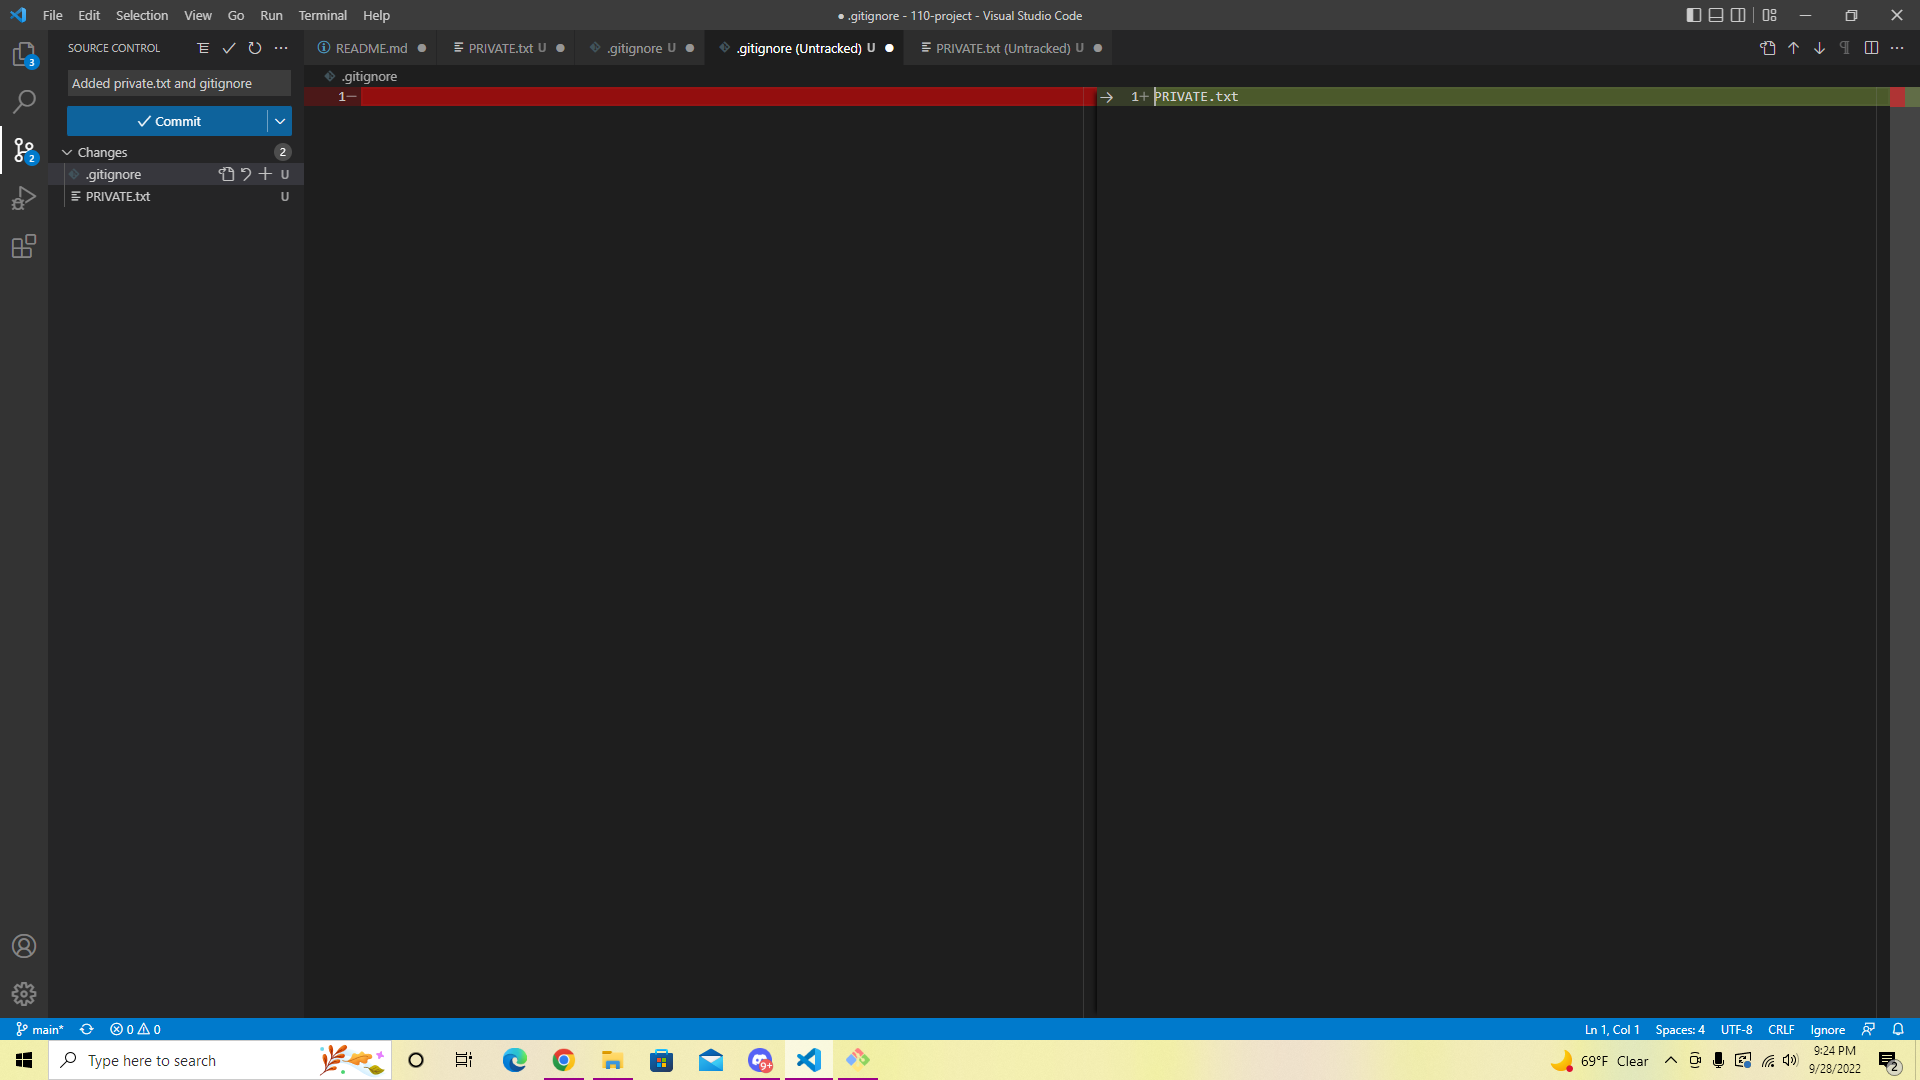 File Edit Selection View Go Run Terminal Help
● .gitignore - 110-project - Visual Studio Code
SOURCE CONTROL
README.md
PRIVATE.txt U
.gitignore U
.gitignore (Untracked) U
PRIVATE.txt (Untracked) U
.gitignore
3
Added private.txt and gitignore
Commit
Changes 2
.gitignore U
PRIVATE.txt U
2
1
1 PRIVATE.txt
main*
0 0
Ln 1, Col 1
Spaces: 4
UTF-8
CRLF
Ignore
Type here to search
9+
69°F Clear
9:24 PM
9/28/2022
2